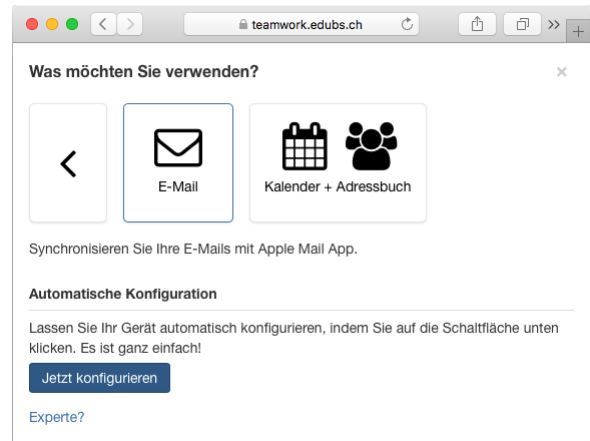 teamwork.edubs.ch
Was möchten Sie verwenden?
E-Mail
Kalender + Adressbuch
Synchronisieren Sie Ihre E-Mails mit Apple Mail App.
Automatische Konfiguration
Lassen Sie Ihr Gerät automatisch konfigurieren, indem Sie auf die Schaltfläche unten
klicken. Es ist ganz einfach!
Jetzt konfigurieren
Experte?